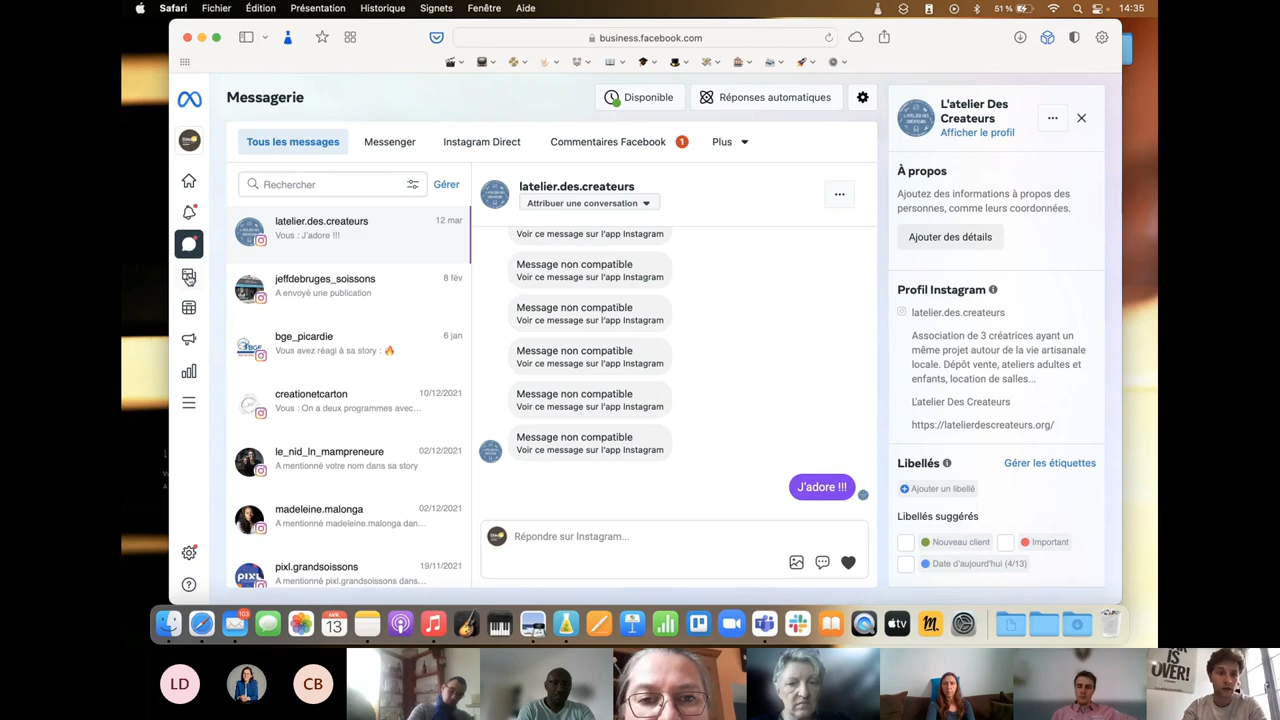 Safari Fichier Édition Présentation Historique Signets Fenêtre Aide 51 % 14:35
business.facebook.com
Messagerie
Disponible
Réponses automatiques
Tous les messages
Messenger
Instagram Direct
Commentaires Facebook 1
Plus
Rechercher
Gérer
latelier.des.createurs 12 mar
Vous : J'adore !!!
jeffdebruges_soissons 8 fév
A envoyé une publication
bge_picardie 6 jan
Vous avez réagi à sa story : 🔥
creationetcarton 10/12/2021
Vous : On a deux programmes avec...
le_nid_ln_mampreneure 02/12/2021
A mentionné votre nom dans sa story
madeleine.malonga 02/12/2021
A mentionné madeleine.malonga dan...
pixl.grandsoissons 19/11/2021
A mentionné pixl.grandsoissons dans...
latelier.des.createurs
Attribuer une conversation
Voir ce message sur l'app Instagram
Message non compatible
Voir ce message sur l'app Instagram
Message non compatible
Voir ce message sur l'app Instagram
Message non compatible
Voir ce message sur l'app Instagram
Message non compatible
Voir ce message sur l'app Instagram
Message non compatible
Voir ce message sur l'app Instagram
J'adore !!!
Répondre sur Instagram...
L'atelier Des
Createurs
Afficher le profil
À propos
Ajoutez des informations à propos des
personnes, comme leurs coordonnées.
Ajouter des détails
Profil Instagram
latelier.des.createurs
Association de 3 créatrices ayant un
même projet autour de la vie artisanale
locale. Dépôt vente, ateliers adultes et
enfants, location de salles...
L'atelier Des Créateurs
https://latelierdescreateurs.org/
Libellés
Gérer les étiquettes
Ajouter un libellé
Libellés suggérés
Nouveau client
Important
Date d'aujourd'hui (4/13)
103
AVR.
13
tv
m.
LD
CB
IS
OVER!